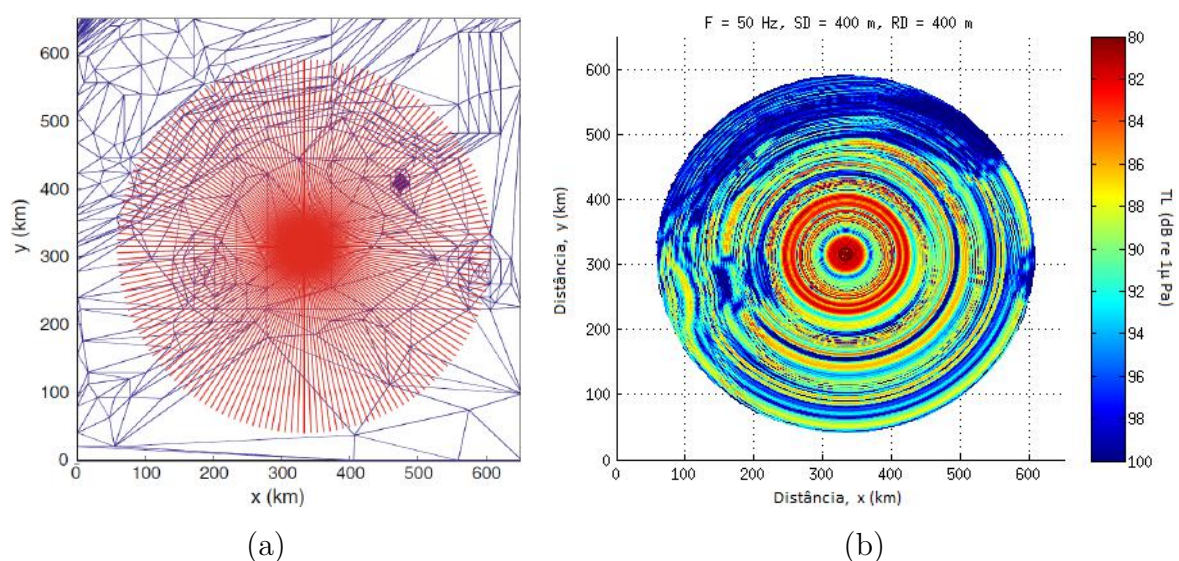 600
500
400
300
200
100
0
y (km)
0 100 200 300 400 500 600
x (km)
(a)
F = 50 Hz, SD = 400 m, RD = 400 m
600
500
400
300
200
100
0
Distância, y (km)
0 100 200 300 400 500 600
Distância, x (km)
80
82
84
86
88
90
92
94
96
98
100
TL (dB re 1µ Pa)
(b)